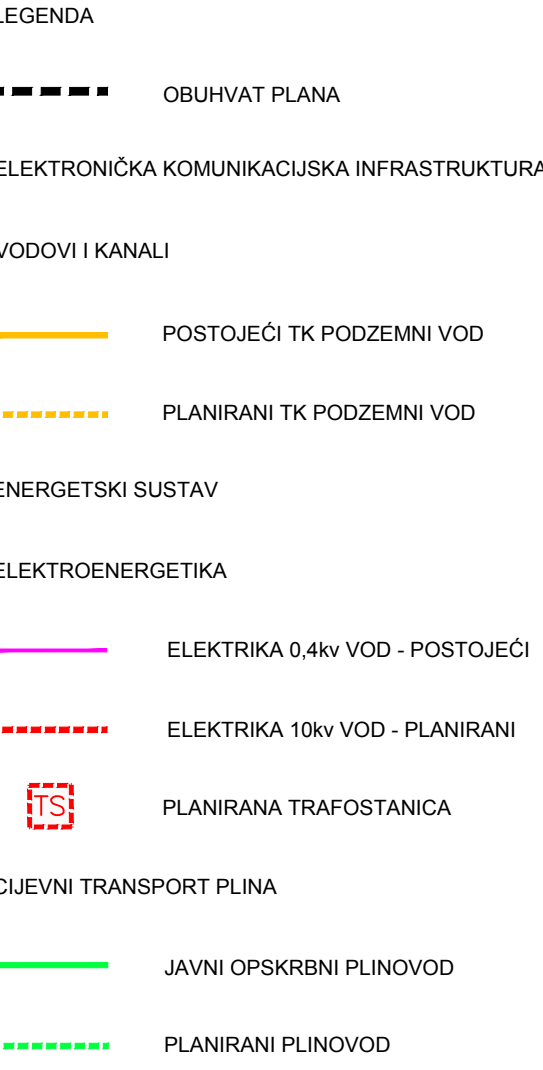 LEGENDA
OBUHVAT PLANA
ELEKTRONIČKA KOMUNIKACIJSKA INFRASTRUKTURA
VODOVI I KANALI
POSTOJEĆI TK PODZEMNI VOD
PLANIRANI TK PODZEMNI VOD
ENERGETSKI SUSTAV
ELEKTROENERGETIKA
ELEKTRIKA 0,4kv VOD - POSTOJEĆI
ELEKTRIKA 10kv VOD - PLANIRANI
TS PLANIRANA TRAFOSTANICA
CIJEVNI TRANSPORT PLINA
JAVNI OPSKRBNI PLINOVOD
PLANIRANI PLINOVOD